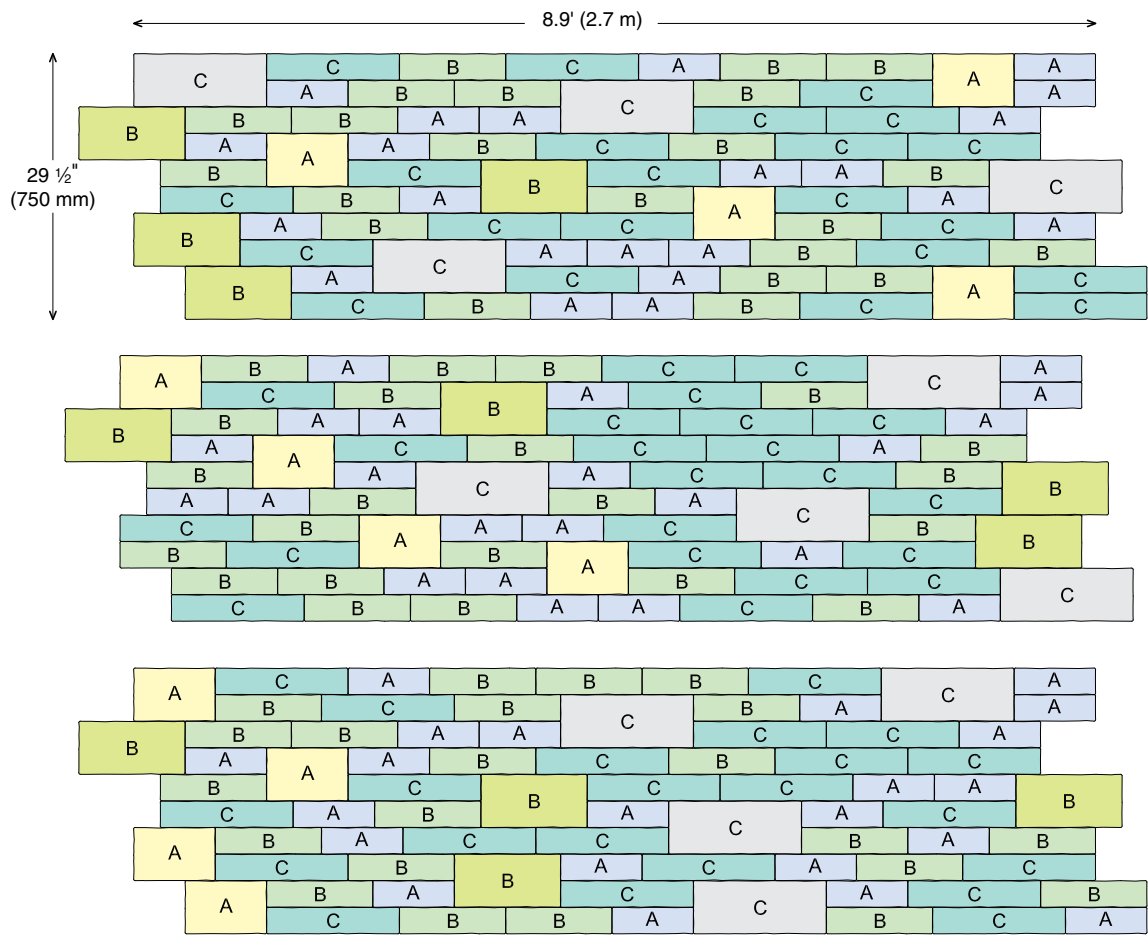 8.9' (2.7 m)
C B C A B B A
C A
A B B C B C A
B B B A A C C A
A A A B C B C C
29 ½" B C B C A A B C
(750 mm)
C B A B A C A
B A B C C B C A
C C A A A B C B
B A C A B B A C
C B A A B C C
A B A B B C C C A
C B B A C B A
B B A A C C C A
A A C B C C A B
B A C A C C B B
A A B B A C C
C B A A A C B B
B C B A C A C
B B A A B C C C
C B B A A C B A
A C A B B B C C A
B C B C B A A
B B B A A C C A
A A A B C B C C
B C B C C A A B
C A B A C A C
A B A C C B A B
C B B A C A B C
A B A C C A C B
C B B A B C A